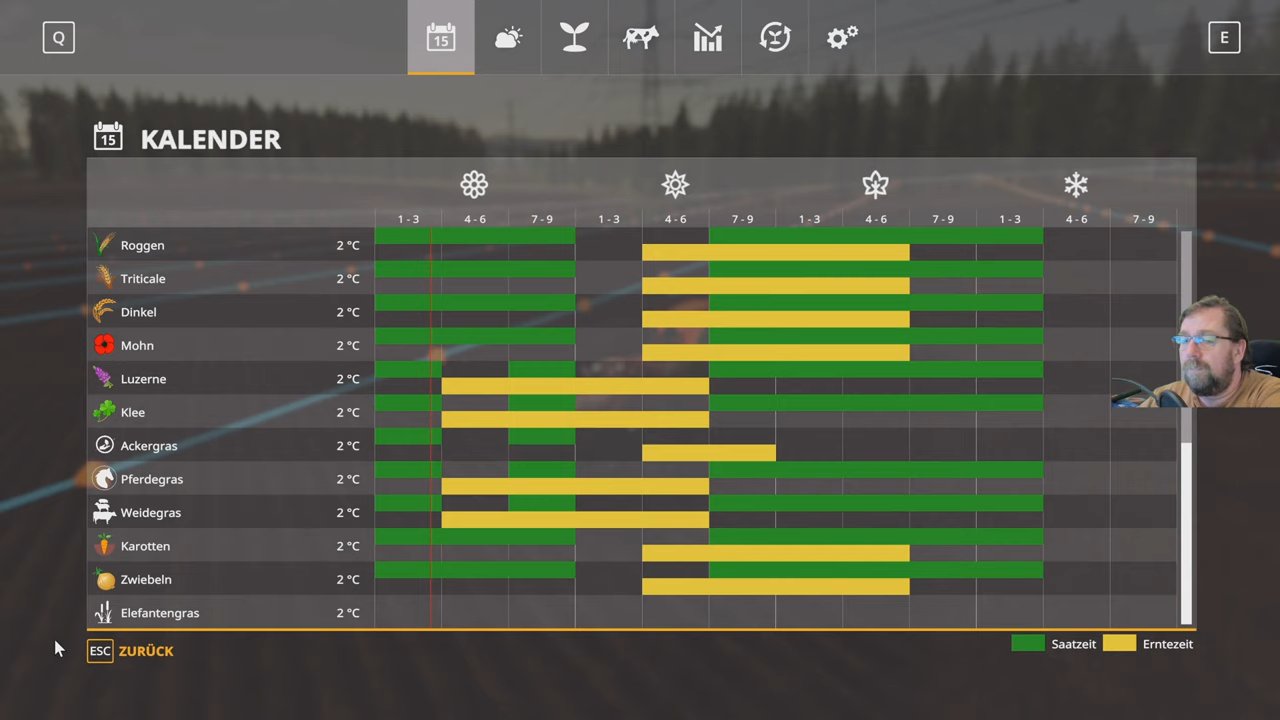 Q
15
E
15 KALENDER
1 - 3 4 - 6 7 - 9 1 - 3 4 - 6 7 - 9 1 - 3 4 - 6 7 - 9 1 - 3 4 - 6 7 - 9
Roggen 2 °C
Triticale 2 °C
Dinkel 2 °C
Mohn 2 °C
Luzerne 2 °C
Klee 2 °C
Ackergras 2 °C
Pferdegras 2 °C
Weidegras 2 °C
Karotten 2 °C
Zwiebeln 2 °C
Elefantengras 2 °C
ESC ZURÜCK
Saatzeit Erntezeit